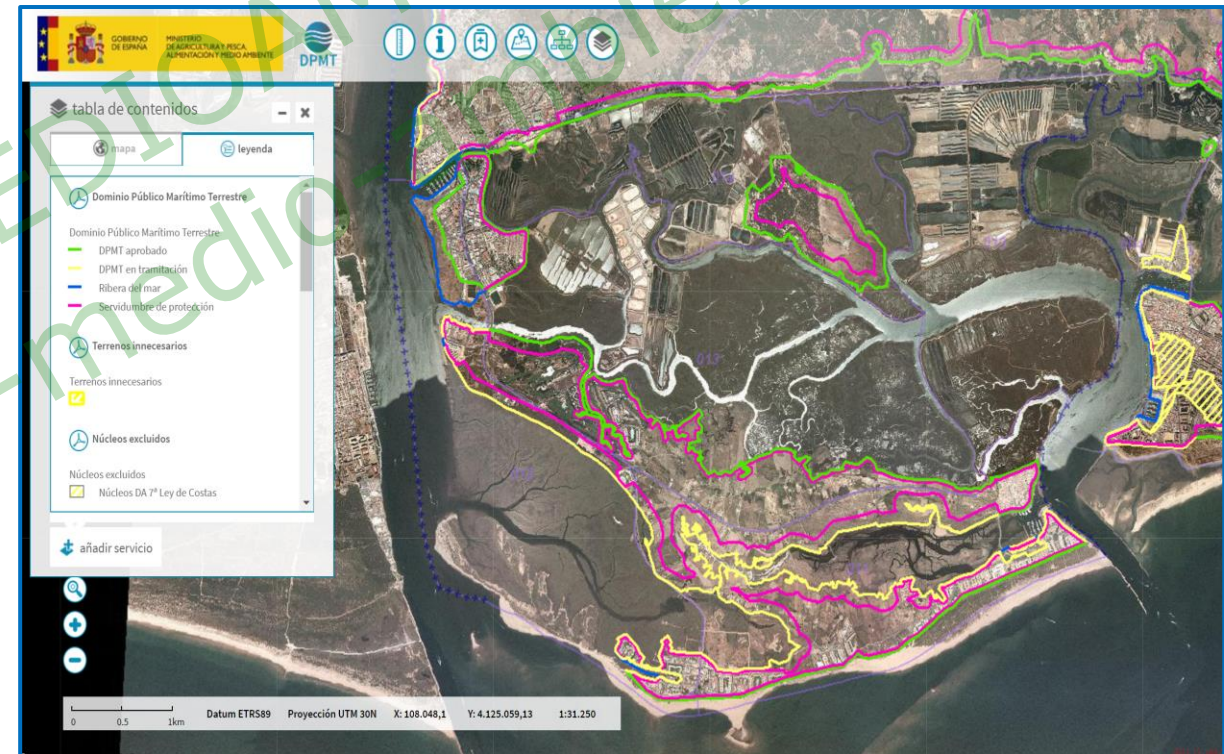 GOBIERNO
DE ESPAÑA
MINISTERIO
DE AGRICULTURA Y PESCA,
ALIMENTACIÓN Y MEDIO AMBIENTE
DPMT
tabla de contenidos
mapa
leyenda
Dominio Público Marítimo Terrestre
Dominio Público Marítimo Terrestre
DPMT aprobado
DPMT en tramitación
Ribera del mar
Servidumbre de protección
Terrenos innecesarios
Terrenos innecesarios
Núcleos excluidos
Núcleos excluidos
Núcleos DA 7ª Ley de Costas
añadir servicio
013
0 0.5 1km
Datum ETRS89 Proyección UTM 30N X: 108.048,1 Y: 4.125.059,13 1:31.250